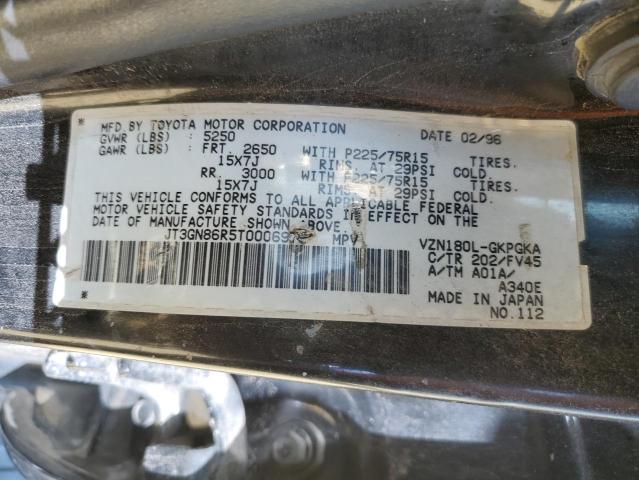 MFD. BY TOYOTA MOTOR CORPORATION DATE 02/96
GVWR (LBS) : 5250
GAWR (LBS) : FRT. 2650 WITH P225/75R15 TIRES.
15X7J RIMS, AT 29PSI COLD.
RR. 3000 WITH P225/75R15 TIRES.
15X7J RIMS, AT 29PSI COLD.
THIS VEHICLE CONFORMS TO ALL APPLICABLE FEDERAL
MOTOR VEHICLE SAFETY STANDARDS IN EFFECT ON THE
DATE OF MANUFACTURE SHOWN ABOVE.
MPV VZN180L-GKPGKA
C/TR 202/FV45
A/TM A01A/
A340E
MADE IN JAPAN
NO.112